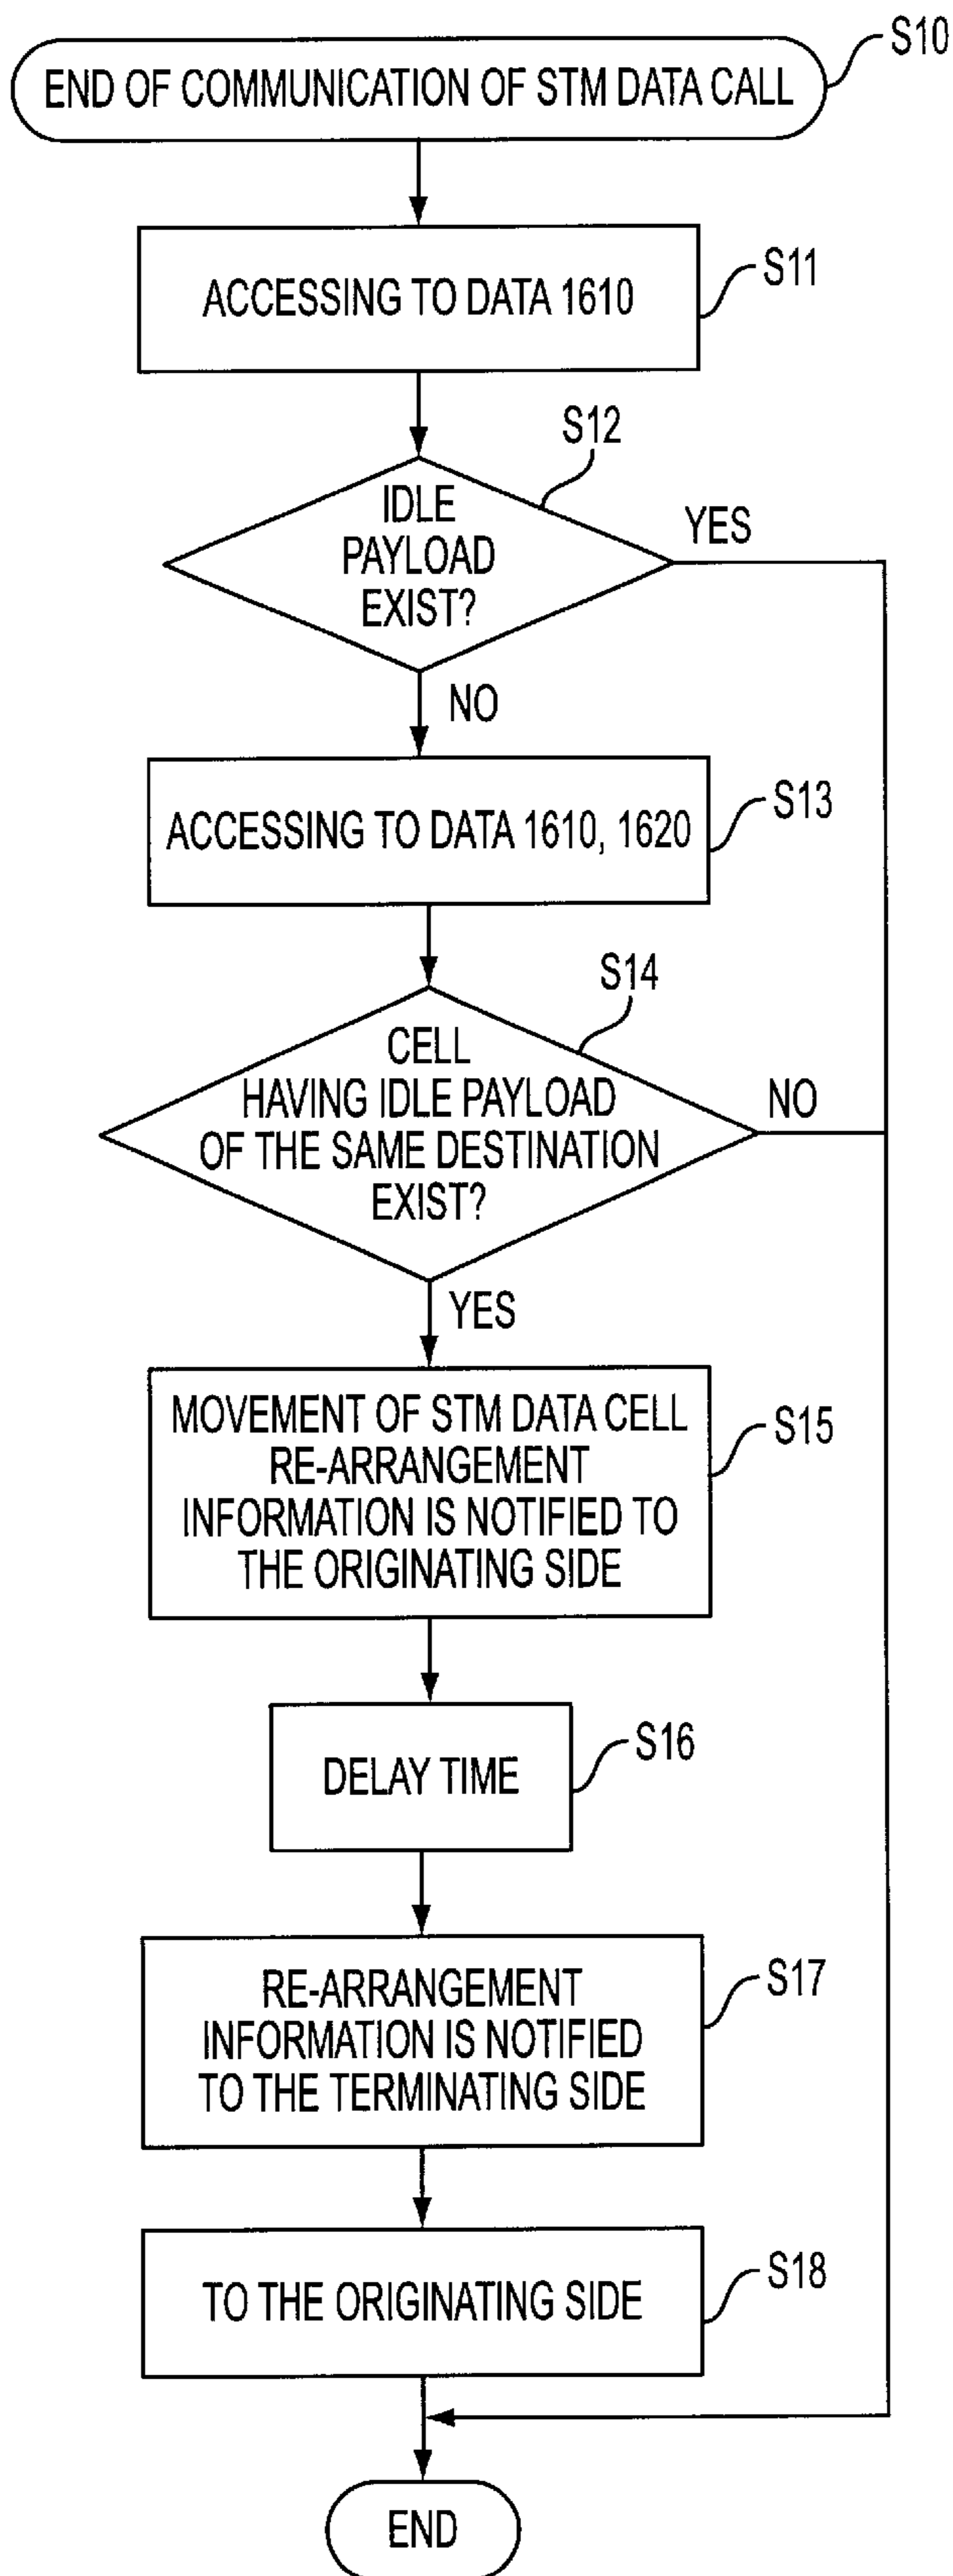 S10
END OF COMMUNICATION OF STM DATA CALL
S11
ACCESSING TO DATA 1610
S12
IDLE
PAYLOAD
EXIST?
YES
NO
S13
ACCESSING TO DATA 1610, 1620
S14
CELL
HAVING IDLE PAYLOAD
OF THE SAME DESTINATION
EXIST?
NO
YES
S15
MOVEMENT OF STM DATA CELL
RE-ARRANGEMENT
INFORMATION IS NOTIFIED TO
THE ORIGINATING SIDE
S16
DELAY TIME
S17
RE-ARRANGEMENT
INFORMATION IS NOTIFIED
TO THE TERMINATING SIDE
S18
TO THE ORIGINATING SIDE
END